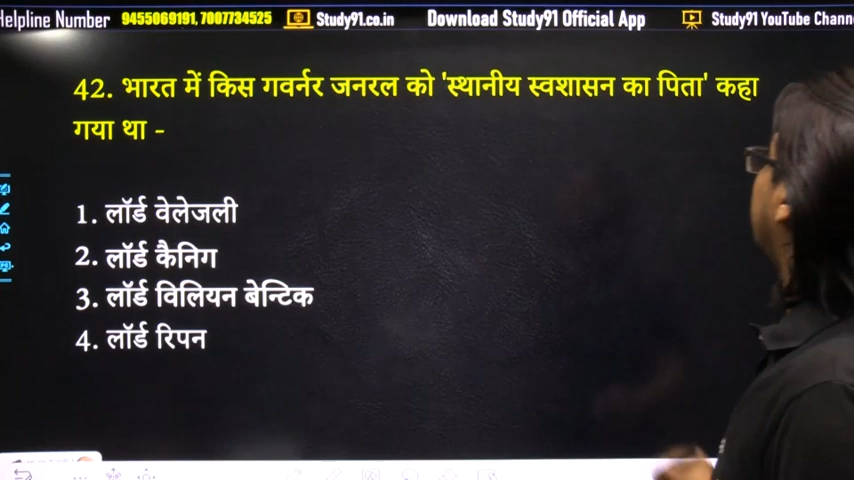 Helpline Number 9455069191, 7007734525 Study91.co.in Download Study91 Official App Study91 YouTube Chann
42. भारत में किस गवर्नर जनरल को 'स्थानीय स्वशासन का पिता' कहा
गया था -
1. लॉर्ड वेलेजली
2. लॉर्ड कैनिग
3. लॉर्ड विलियन बेन्टिक
4. लॉर्ड रिपन